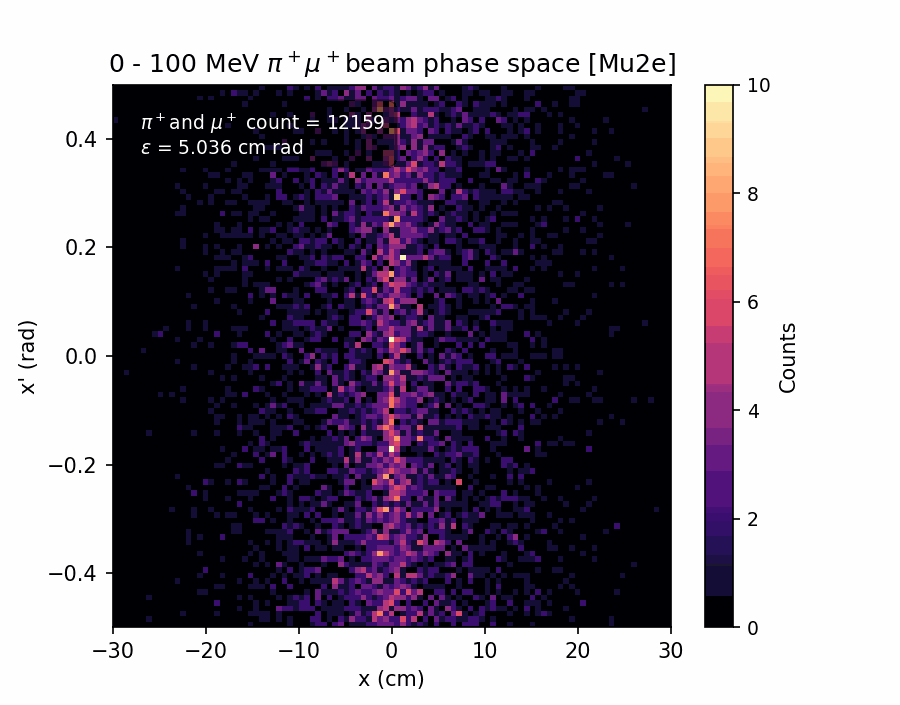 0 - 100 MeV π⁺μ⁺beam phase space [Mu2e]
π⁺and μ⁺ count = 12159
ε = 5.036 cm rad
0.4
0.2
0.0
−0.2
−0.4
x' (rad)
−30 −20 −10 0 10 20 30
x (cm)
10
8
6
4
2
0
Counts